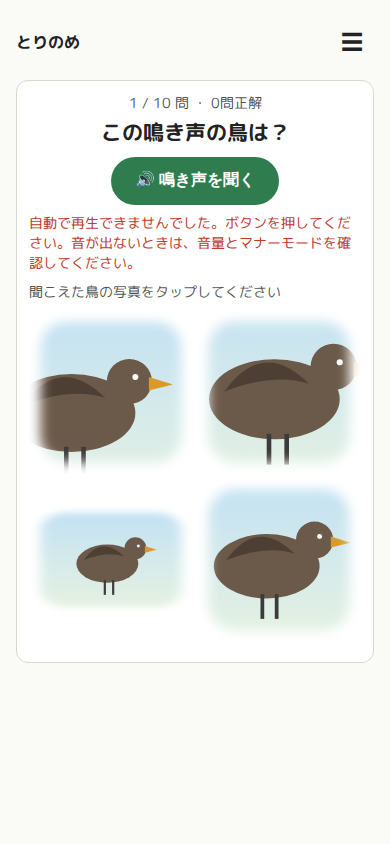 とりのめ
1 / 10 問 · 0問正解
この鳴き声の鳥は？
🔊 鳴き声を聞く
自動で再生できませんでした。ボタンを押してくだ
さい。音が出ないときは、音量とマナーモードを確
認してください。
聞こえた鳥の写真をタップしてください